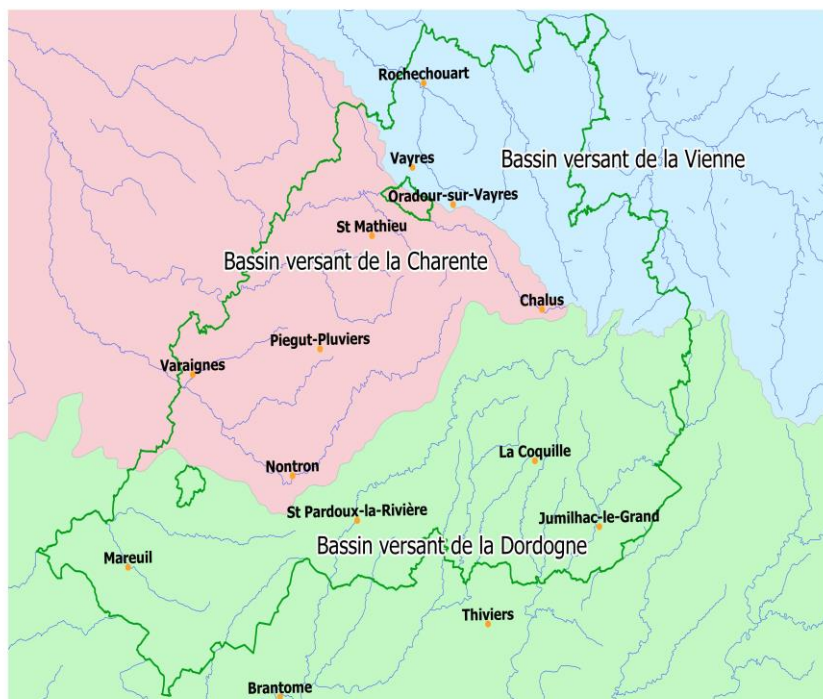 Rochechouart
Vayres
Bassin versant de la Vienne
Oradour-sur-Vayres
St Mathieu
Bassin versant de la Charente
Chalus
Piegut-Pluviers
Varaignes
La Coquille
Nontron
St Pardoux-la-Rivière
Jumilhac-le-Grand
Bassin versant de la Dordogne
Mareuil
Thiviers
Brantome